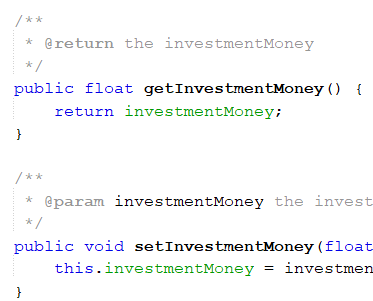 /**
 * @return the investmentMoney
 */
public float getInvestmentMoney() {
    return investmentMoney;
}

/**
 * @param investmentMoney the invest
 */
public void setInvestmentMoney(float
    this.investmentMoney = investmen
}